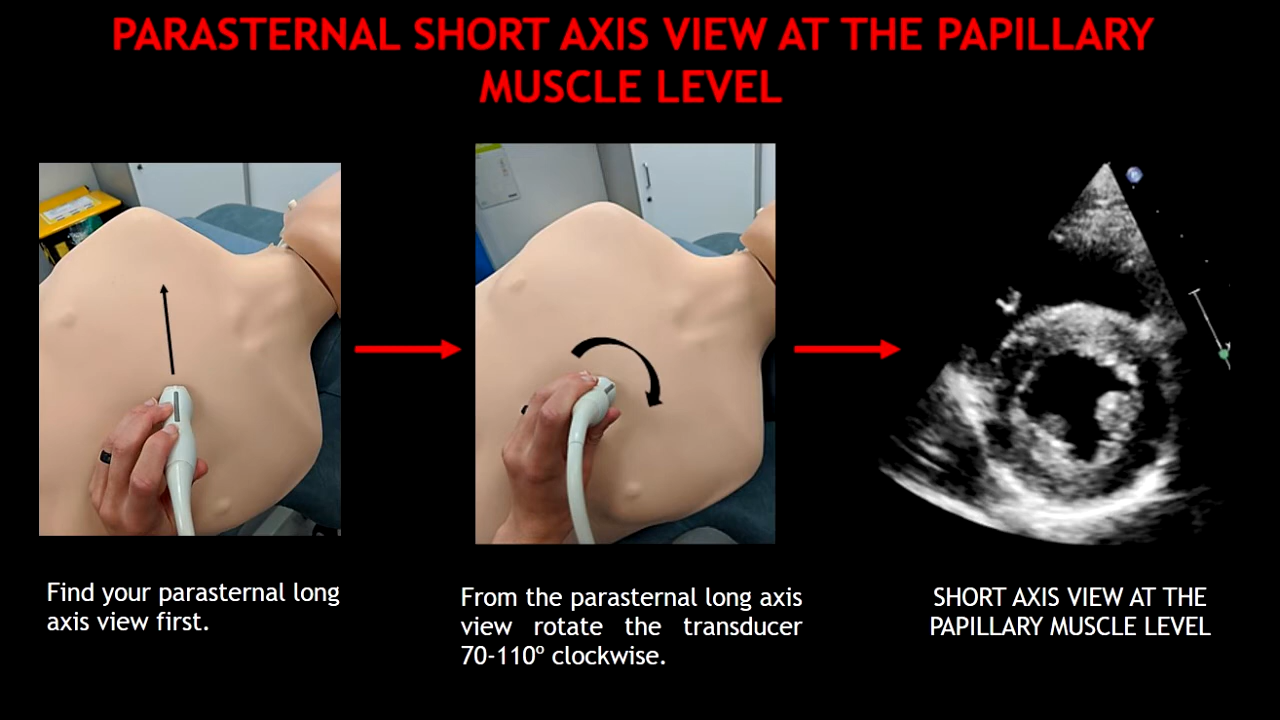 PARASTERNAL SHORT AXIS VIEW AT THE PAPILLARY
MUSCLE LEVEL
Find your parasternal long
axis view first.
From the parasternal long axis
view rotate the transducer
70-110º clockwise.
SHORT AXIS VIEW AT THE
PAPILLARY MUSCLE LEVEL